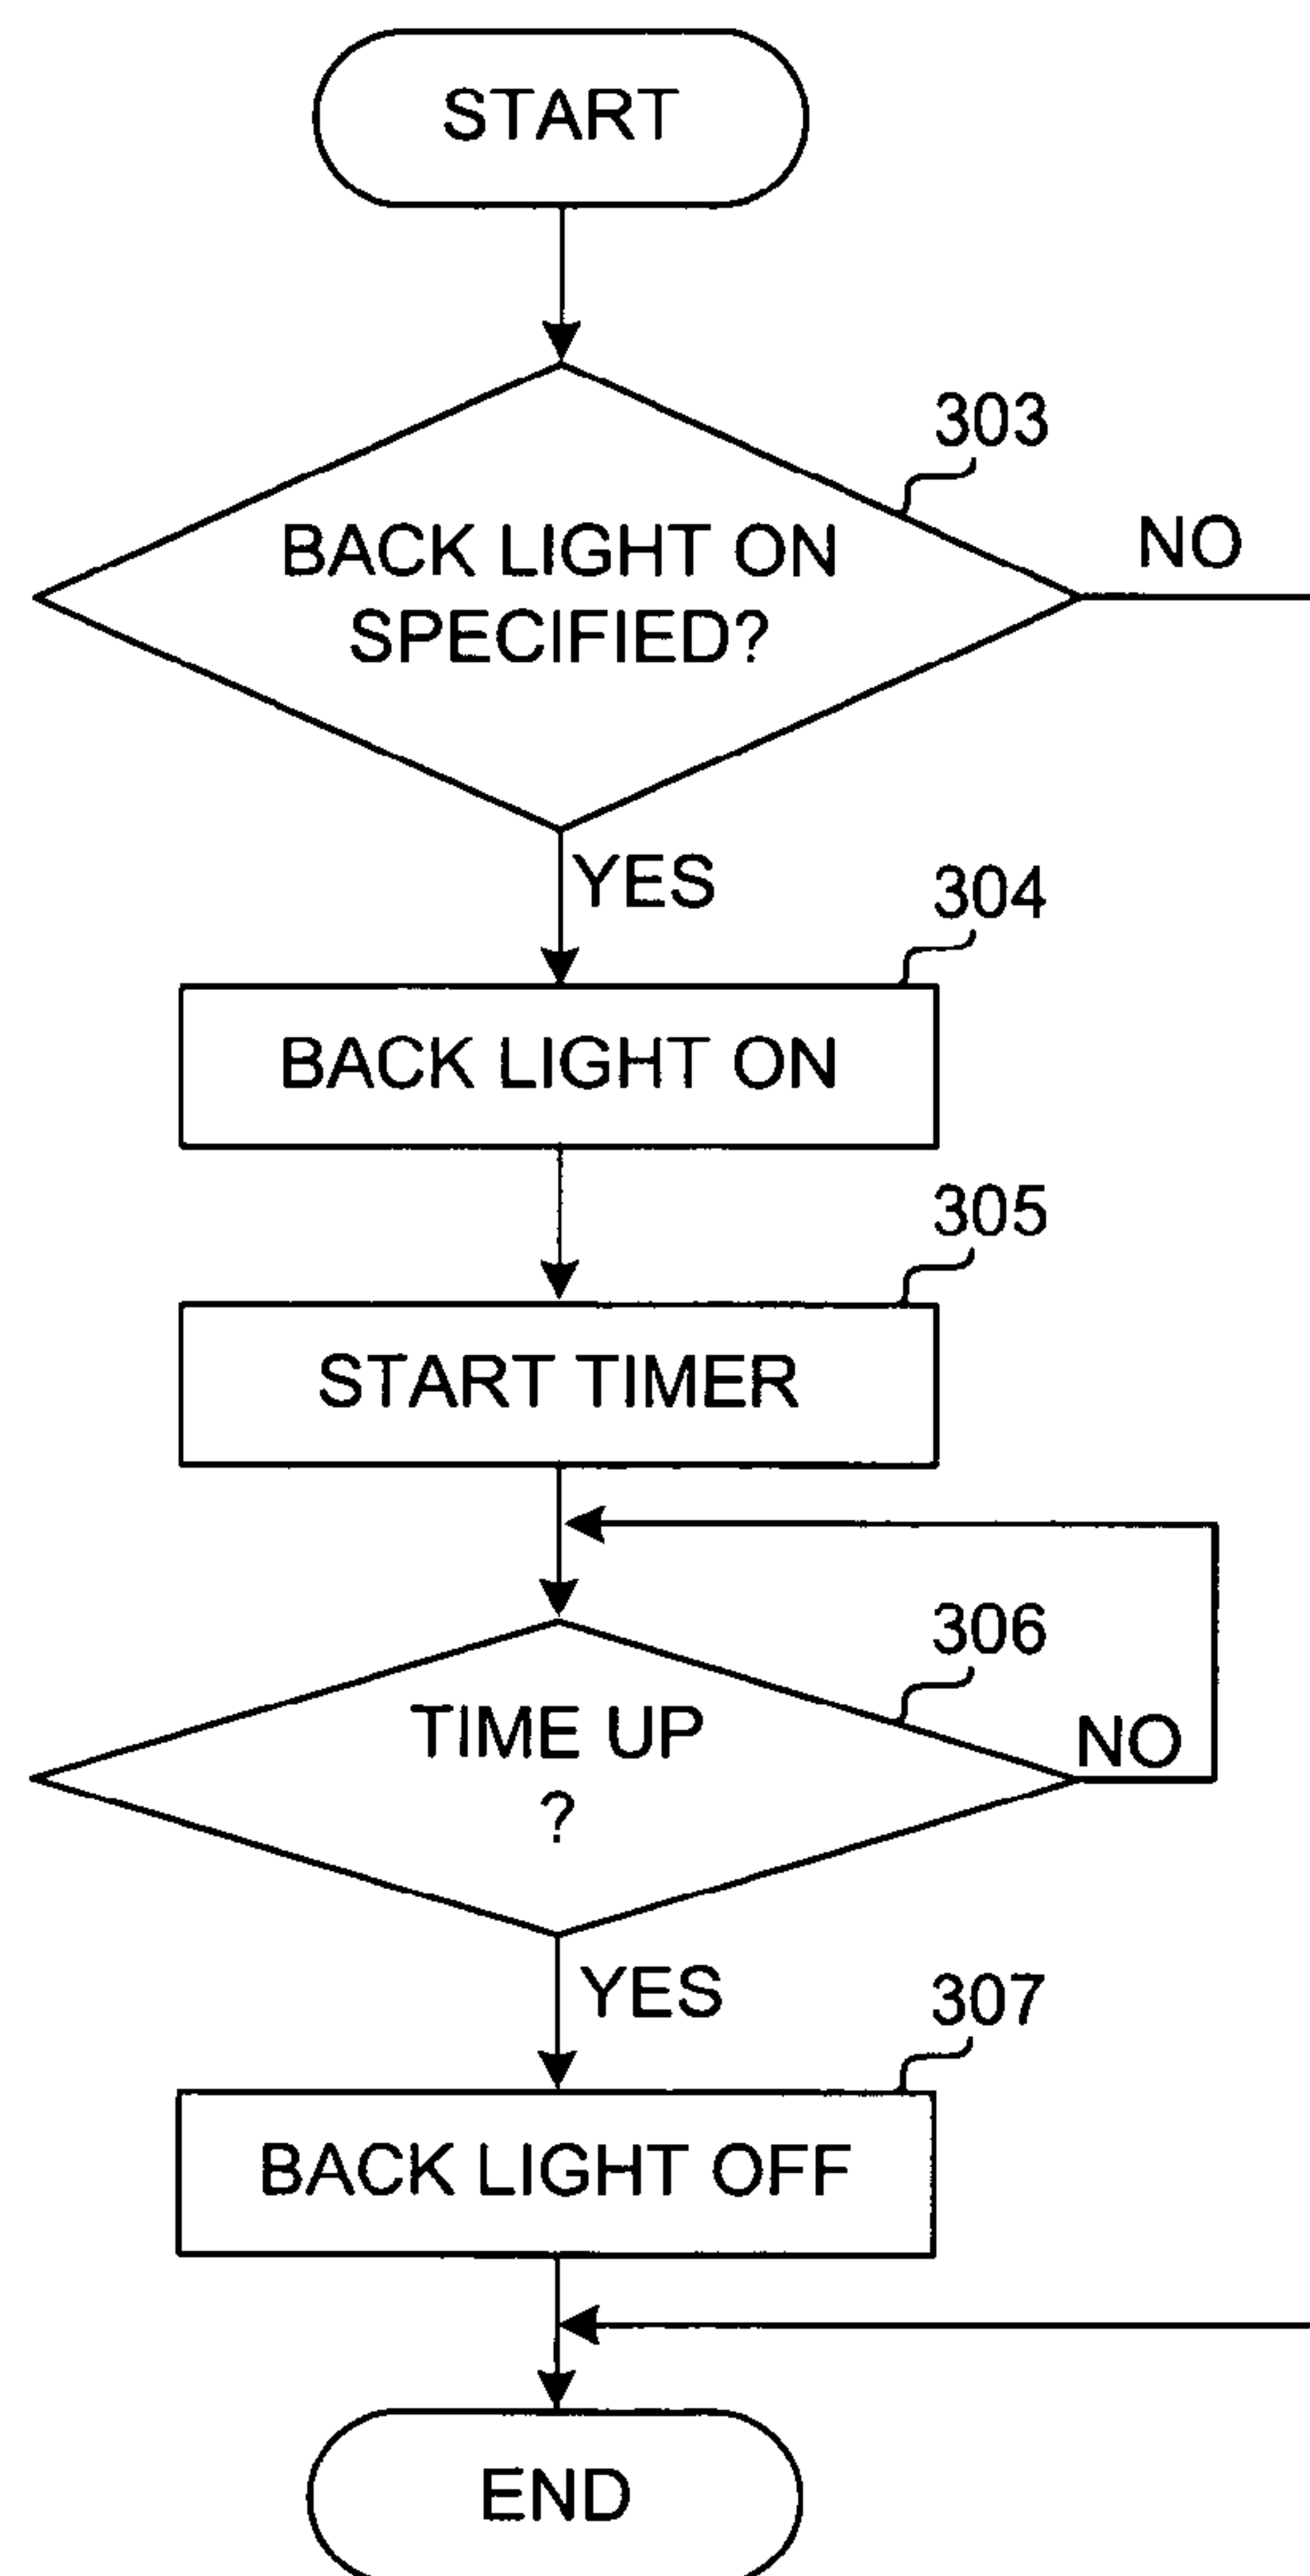 START
303
BACK LIGHT ON
SPECIFIED?
NO
YES
304
BACK LIGHT ON
305
START TIMER
306
TIME UP
?
NO
YES
307
BACK LIGHT OFF
END